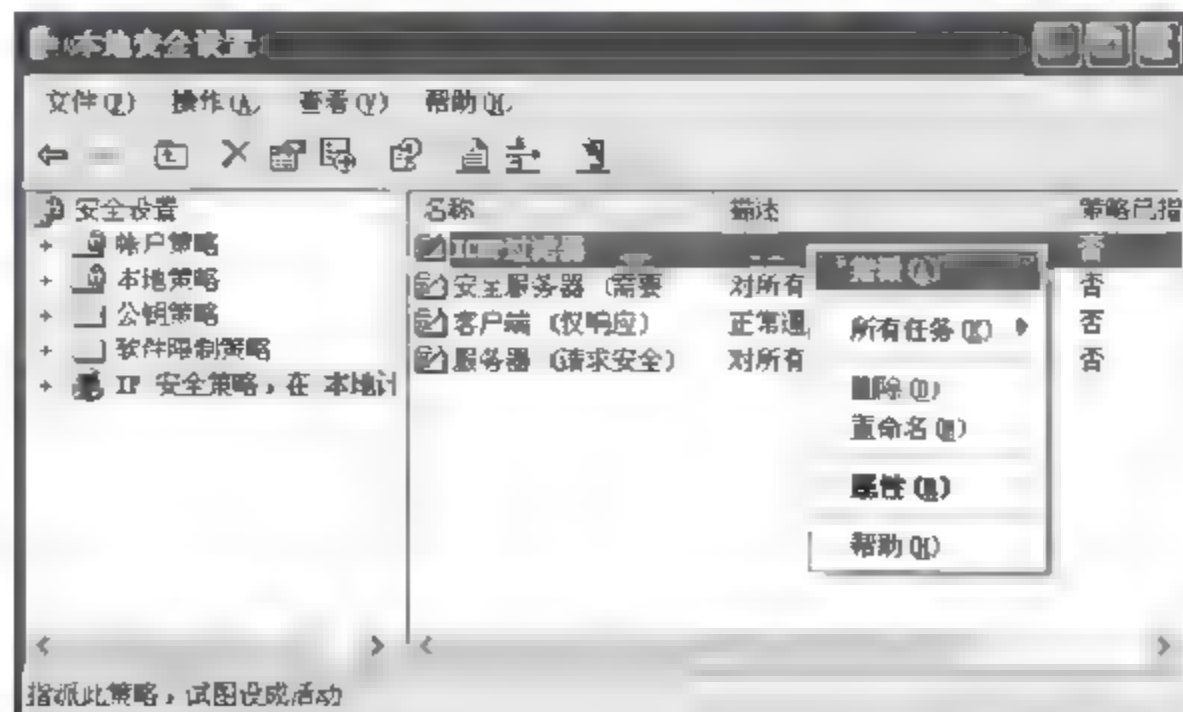 本地安全设置
文件(F) 操作(A) 查看(V) 帮助(H)
安全设置
帐户策略
本地策略
公钥策略
软件限制策略
IP 安全策略，在 本地计
名称 描述 策略已指
过滤器 否
安全服务器 (需要 对所有 否
客户端 (仅响应) 正常通 否
服务器 (请求安全) 对所有 否
(A)
所有任务(K)
删除(D)
重命名(M)
属性(R)
帮助(H)
指派此策略，试图设成活动